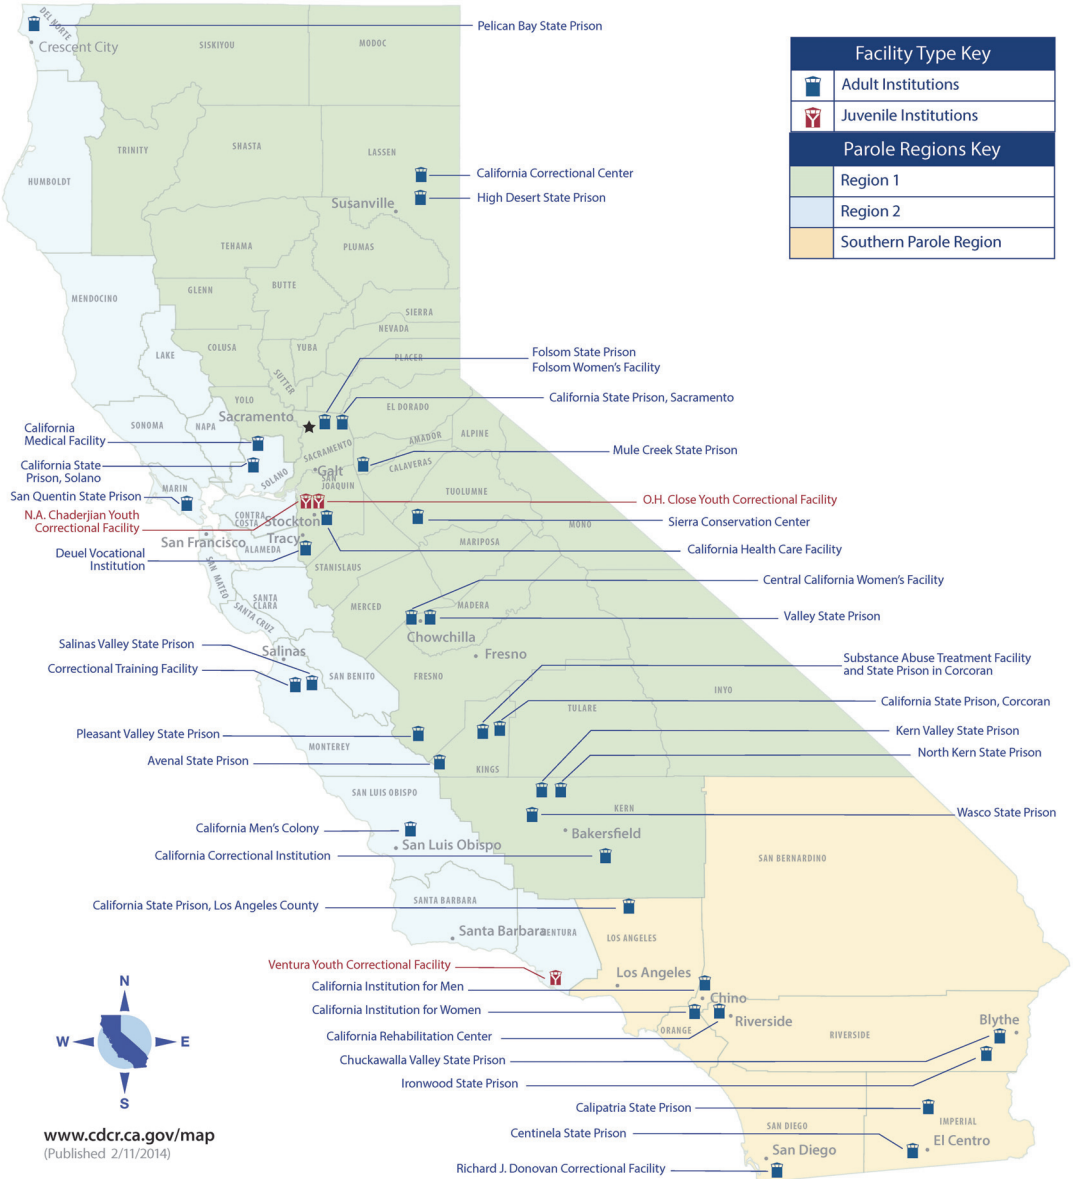 DEL NORTE
Pelican Bay State Prison
Crescent City
SISKIYOU
MODOC
Facility Type Key
Adult Institutions
Juvenile Institutions
Parole Regions Key
Region 1
Region 2
Southern Parole Region
TRINITY
SHASTA
LASSEN
HUMBOLDT
California Correctional Center
High Desert State Prison
Susanville
TEHAMA
PLUMAS
MENDOCINO
GLENN
BUTTE
SIERRA
NEVADA
LAKE
COLUSA
YUBA
PLACER
SUTTER
Folsom State Prison
Folsom Women's Facility
California State Prison, Sacramento
YOLO
EL DORADO
Sacramento
SONOMA
NAPA
California
Medical Facility
SACRAMENTO
AMADOR
ALPINE
Mule Creek State Prison
California State
Prison, Solano
SOLANO
Galt
CALAVERAS
SAN
JOAQUIN
MARIN
TUOLUMNE
San Quentin State Prison
O.H. Close Youth Correctional Facility
N.A. Chaderjian Youth
Correctional Facility
CONTRA
COSTA
Stockton
Sierra Conservation Center
MONO
San Francisco
Tracy
ALAMEDA
MARIPOSA
California Health Care Facility
Deuel Vocational
Institution
STANISLAUS
SAN MATEO
SANTA
CLARA
Central California Women's Facility
MERCED
MADERA
SANTA CRUZ
Valley State Prison
Chowchilla
Salinas Valley State Prison
Salinas
Fresno
Correctional Training Facility
SAN BENITO
FRESNO
Substance Abuse Treatment Facility
and State Prison in Corcoran
INYO
TULARE
California State Prison, Corcoran
Pleasant Valley State Prison
Kern Valley State Prison
MONTEREY
North Kern State Prison
Avenal State Prison
KINGS
SAN LUIS OBISPO
KERN
Wasco State Prison
California Men's Colony
Bakersfield
San Luis Obispo
California Correctional Institution
SAN BERNARDINO
California State Prison, Los Angeles County
SANTA BARBARA
Santa Barbara
VENTURA
LOS ANGELES
Ventura Youth Correctional Facility
Los Angeles
California Institution for Men
Chino
California Institution for Women
Riverside
Blythe
California Rehabilitation Center
ORANGE
RIVERSIDE
Chuckawalla Valley State Prison
Ironwood State Prison
Calipatria State Prison
IMPERIAL
SAN DIEGO
Centinela State Prison
El Centro
San Diego
Richard J. Donovan Correctional Facility
N
W
E
S
www.cdcr.ca.gov/map
(Published 2/11/2014)